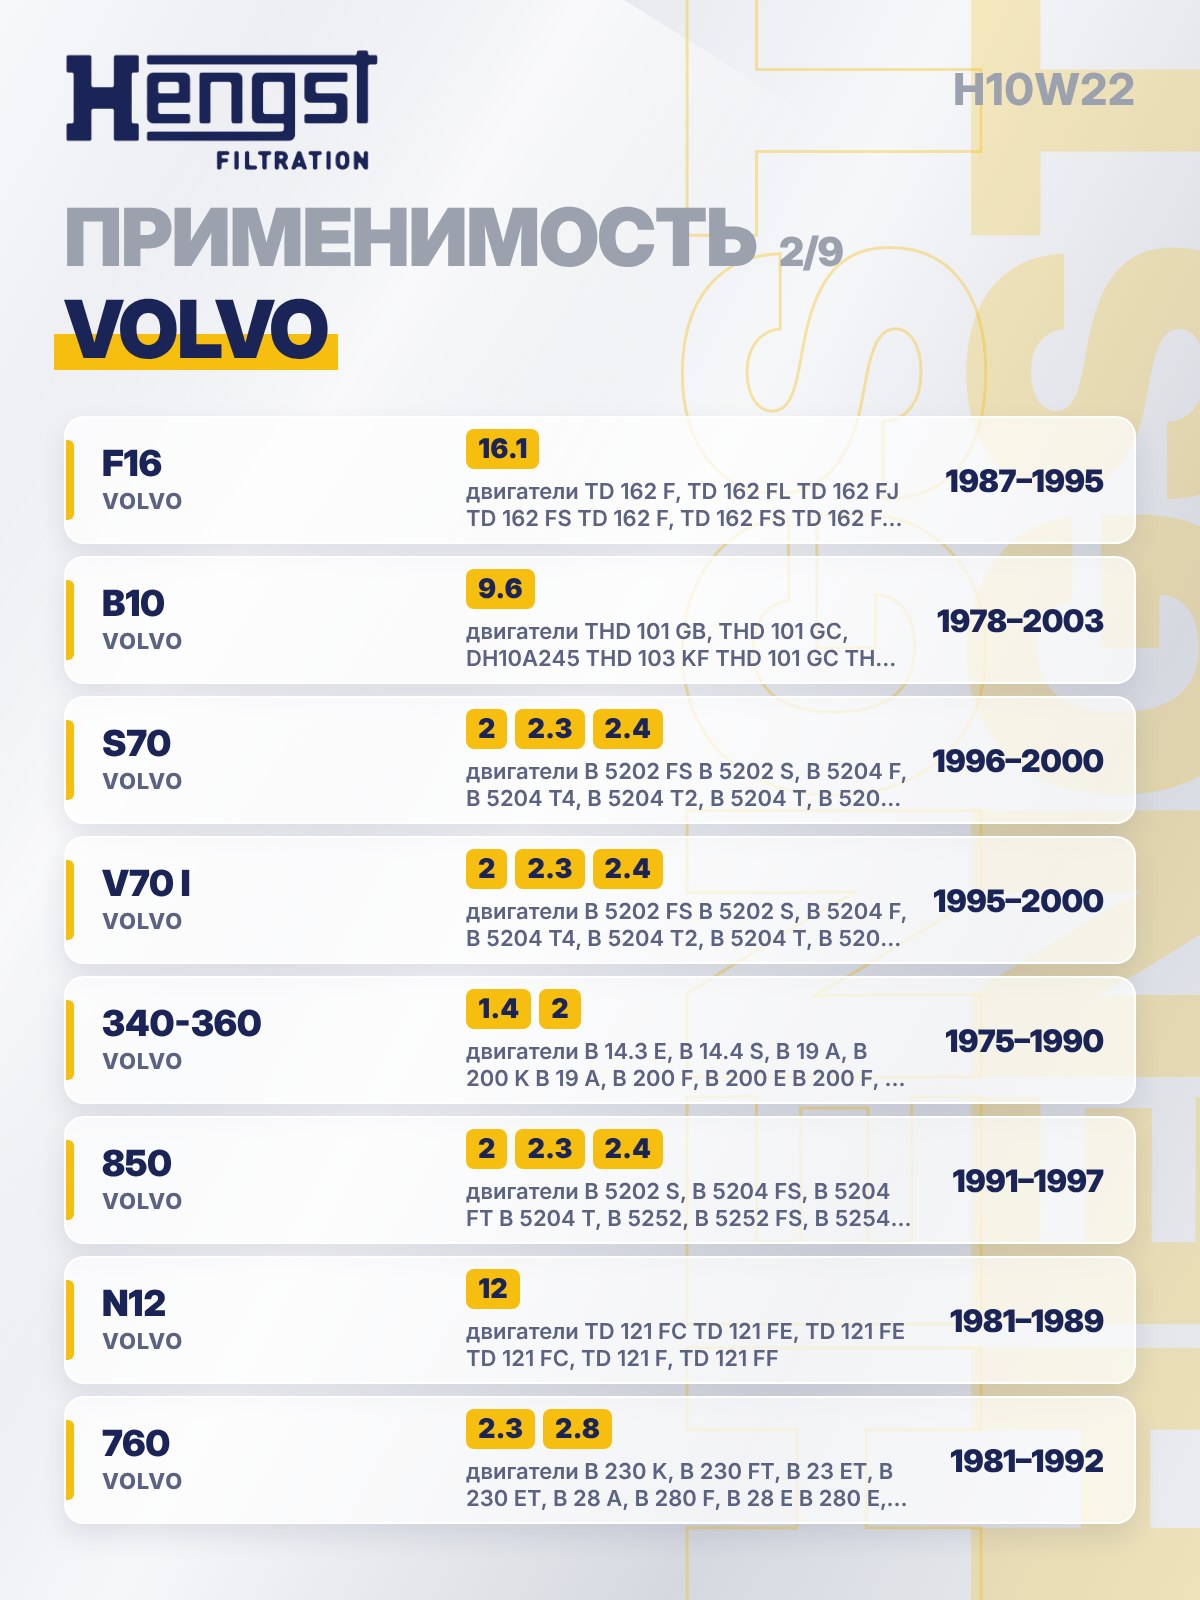 Hengst
FILTRATION
H10W22
ПРИМЕНИМОСТЬ 2/9
VOLVO
F16
VOLVO
16.1
двигатели TD 162 F, TD 162 FL TD 162 FJ
TD 162 FS TD 162 F, TD 162 FS TD 162 F...
1987–1995
B10
VOLVO
9.6
двигатели THD 101 GB, THD 101 GC,
DH10A245 THD 103 KF THD 101 GC TH...
1978–2003
S70
VOLVO
2 2.3 2.4
двигатели B 5202 FS B 5202 S, B 5204 F,
B 5204 T4, B 5204 T2, B 5204 T, B 520...
1996–2000
V70 I
VOLVO
2 2.3 2.4
двигатели B 5202 FS B 5202 S, B 5204 F,
B 5204 T4, B 5204 T2, B 5204 T, B 520...
1995–2000
340-360
VOLVO
1.4 2
двигатели B 14.3 E, B 14.4 S, B 19 A, B
200 K B 19 A, B 200 F, B 200 E B 200 F, ...
1975–1990
850
VOLVO
2 2.3 2.4
двигатели B 5202 S, B 5204 FS, B 5204
FT B 5204 T, B 5252, B 5252 FS, B 5254...
1991–1997
N12
VOLVO
12
двигатели TD 121 FC TD 121 FE, TD 121 FE
TD 121 FC, TD 121 F, TD 121 FF
1981–1989
760
VOLVO
2.3 2.8
двигатели B 230 K, B 230 FT, B 23 ET, B
230 ET, B 28 A, B 280 F, B 28 E B 280 E,...
1981–1992
HENGST
HENGST